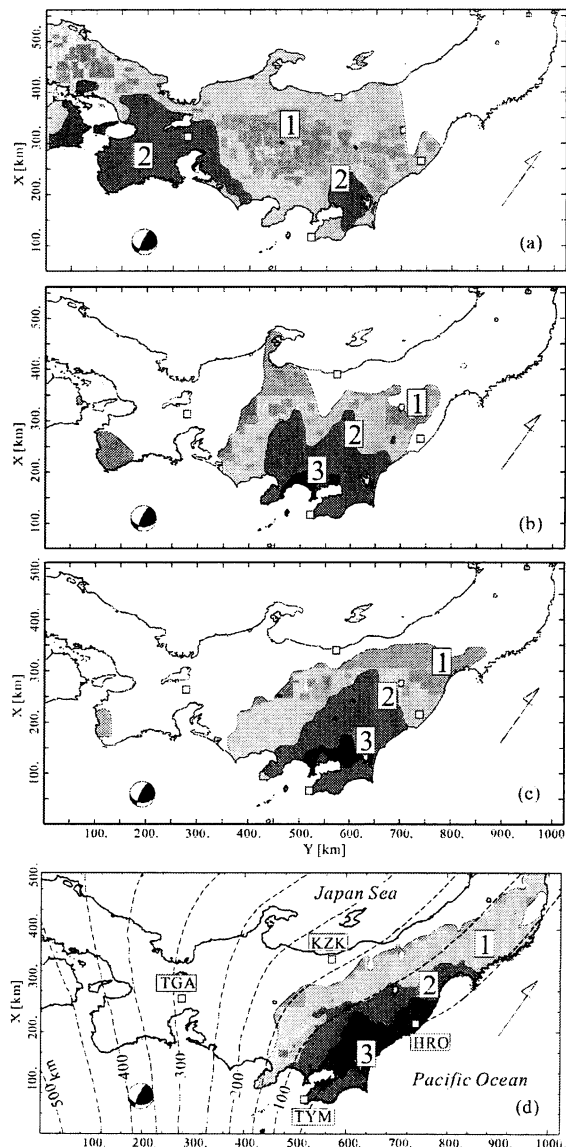 500.
400.
300.
200.
100.
X [km]
1
2
2
(a)
500.
400.
300.
200.
100.
X [km]
1
2
3
(b)
500.
400.
300.
200.
100.
X [km]
1
2
3
(c)
100. 200. 300. 400. 500. 600. 700. 800. 900. 1000.
Y [km]
500.
400.
300.
200.
100.
X [km]
Japan Sea
KZK
TGA
1
2
3
HRO
TYM
Pacific Ocean
500 km
400
300
200
100
(d)
100. 200. 300. 400. 500. 600. 700. 800. 900. 1000